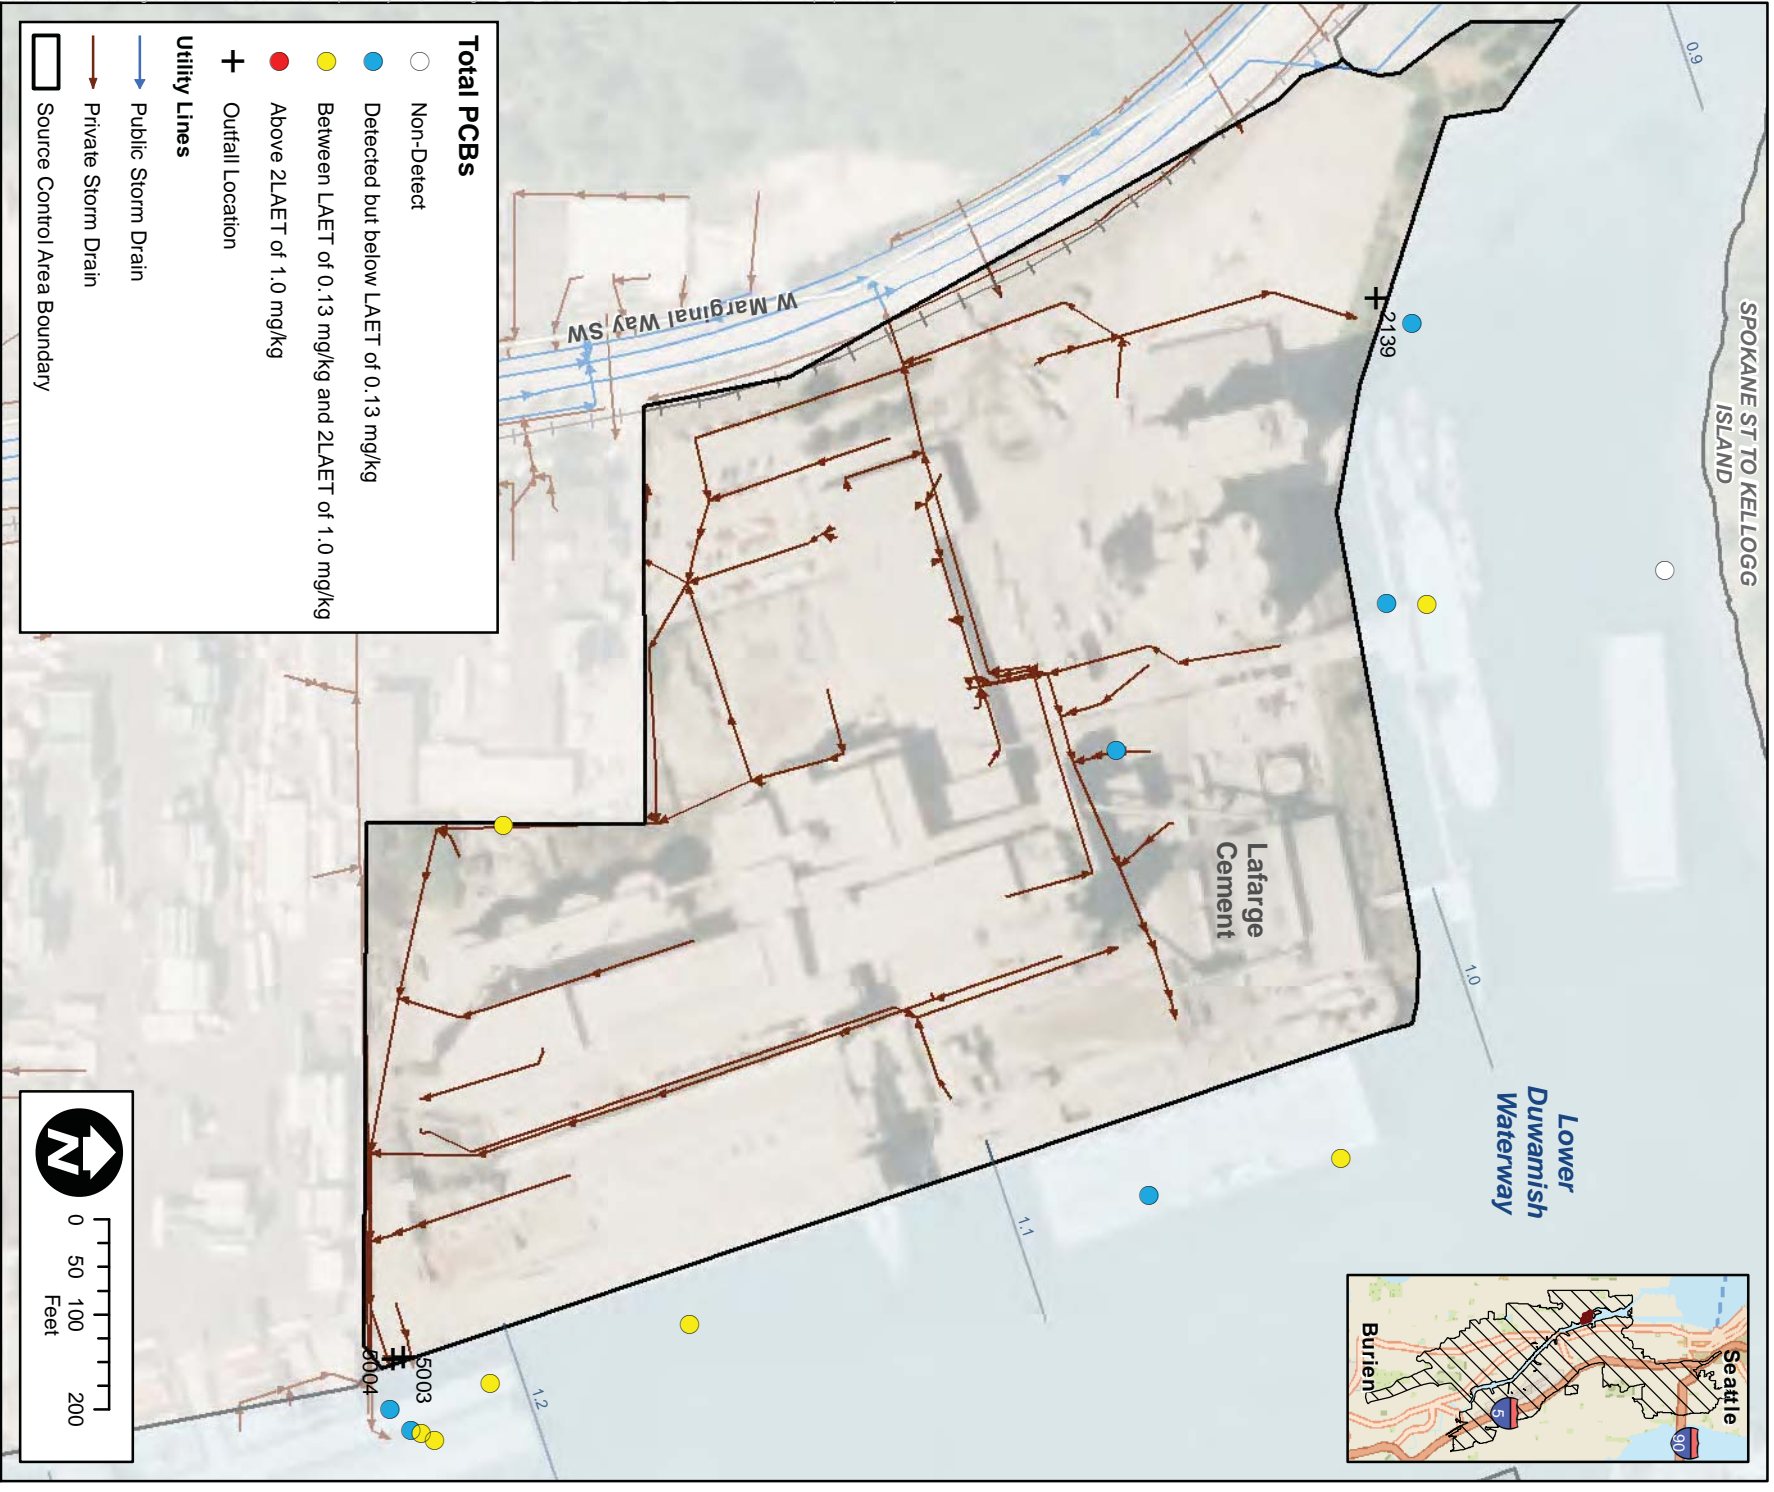 Total PCBs
Non-Detect
Detected but below LAET of 0.13 mg/kg
Between LAET of 0.13 mg/kg and 2LAET of 1.0 mg/kg
Above 2LAET of 1.0 mg/kg
Outfall Location
Utility Lines
Public Storm Drain
Private Storm Drain
Source Control Area Boundary
0.9
SPOKANE ST TO KELLOGG
ISLAND
2139
W Marginal Way SW
Lafarge
Cement
1.0
Lower
Duwamish
Waterway
1.1
1.2
5003
5004
N
0 50 100 200
Feet
Seattle
90
5
Burien